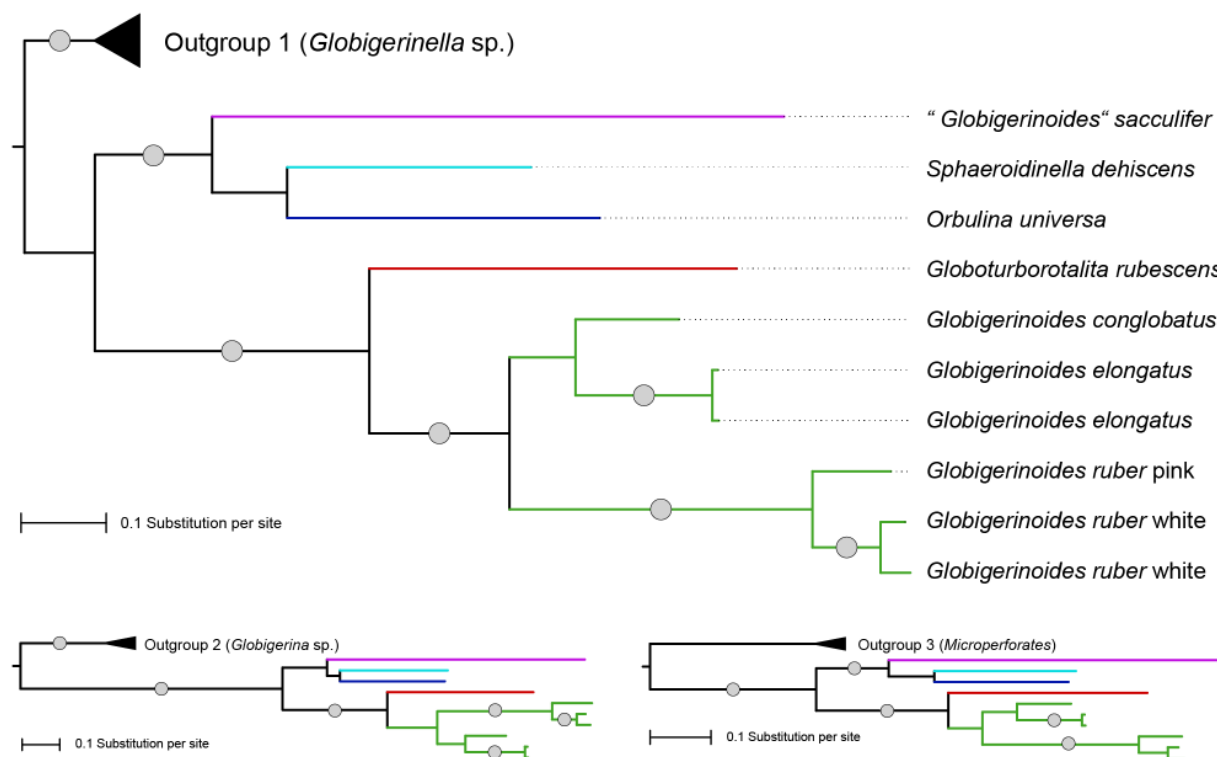 Outgroup 1 (Globigerinella sp.)
“ Globigerinoides“ sacculifer
Sphaeroidinella dehiscens
Orbulina universa
Globoturborotalita rubescens
Globigerinoides conglobatus
Globigerinoides elongatus
Globigerinoides elongatus
Globigerinoides ruber pink
0.1 Substitution per site
Globigerinoides ruber white
Globigerinoides ruber white
Outgroup 2 (Globigerina sp.)
0.1 Substitution per site
Outgroup 3 (Microperforates)
0.1 Substitution per site